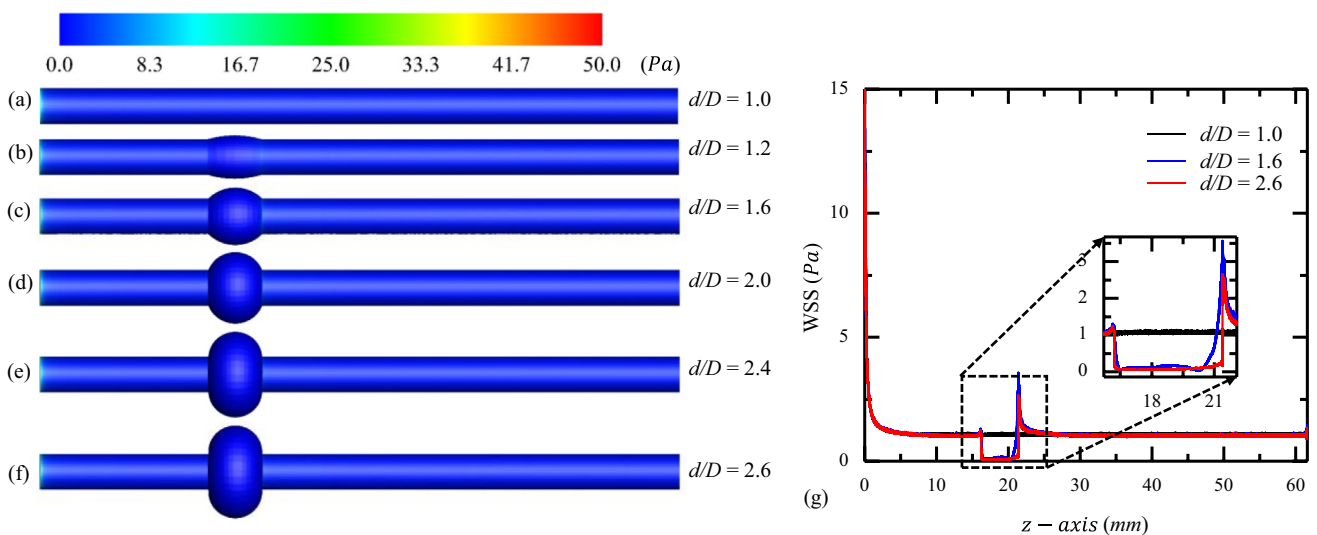 0.0 8.3 16.7 25.0 33.3 41.7 50.0 (Pa)
(a) d/D = 1.0
(b) d/D = 1.2
(c) d/D = 1.6
(d) d/D = 2.0
(e) d/D = 2.4
(f) d/D = 2.6
15
10
5
0
WSS (Pa)
d/D = 1.0
d/D = 1.6
d/D = 2.6
3
2
1
0
18 21
0 10 20 30 40 50 60
(g)
z − axis (mm)